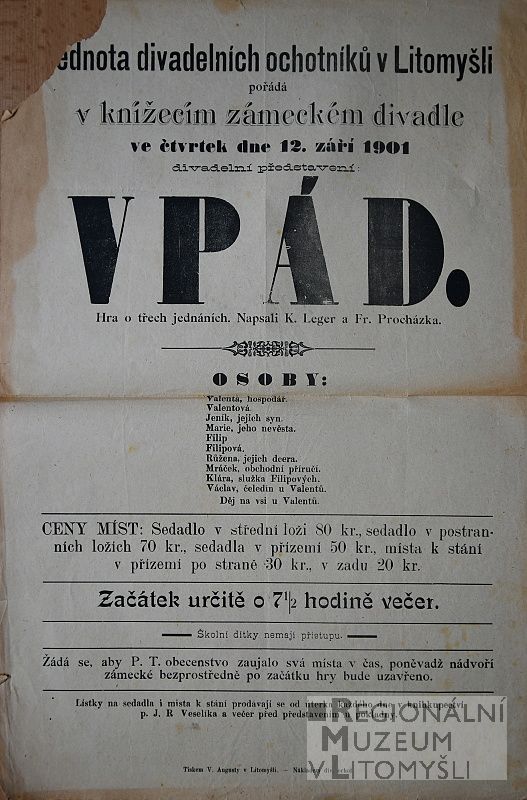 ednota divadelních ochotníků v Litomyšli
pořádá
v knížecím zámeckém divadle
ve čtvrtek dne 12. září 1901
divadelní představení:
VPÁD.
Hra o třech jednáních. Napsali K. Leger a Fr. Procházka.
OSOBY:
Valenta, hospodář.
Valentová.
Jeník, jejich syn.
Marie, jeho nevěsta.
Filip
Filipová.
Růžena, jejich dcera.
Mráček, obchodní příručí.
Klára, služka Filipových.
Václav, čeledín u Valentů.
Děj na vsi u Valentů.
CENY MÍST: Sedadlo v střední loži 80 kr., sedadlo v postran-
ních ložích 70 kr., sedadla v přízemí 50 kr., místa k stání
v přízemí po straně 30 kr., v zadu 20 kr.
Začátek určitě o 7 1/2 hodině večer.
Školní dítky nemají přístupu.
Žádá se, aby P. T. obecenstvo zaujalo svá místa v čas, poněvadž nádvoří
zámecké bezprostředně po začátku hry bude uzavřeno.
Lístky na sedadla i místa k stání prodávají se od úterka každého dne v knihkupectví
p. J. R. Veselíka a večer před představením u pokladny.
Tiskem V. Augusty v Litomyšli. — Nákladem div. ochot.
REGIONÁLNÍ
MUZEUM
V LITOMYŠLI